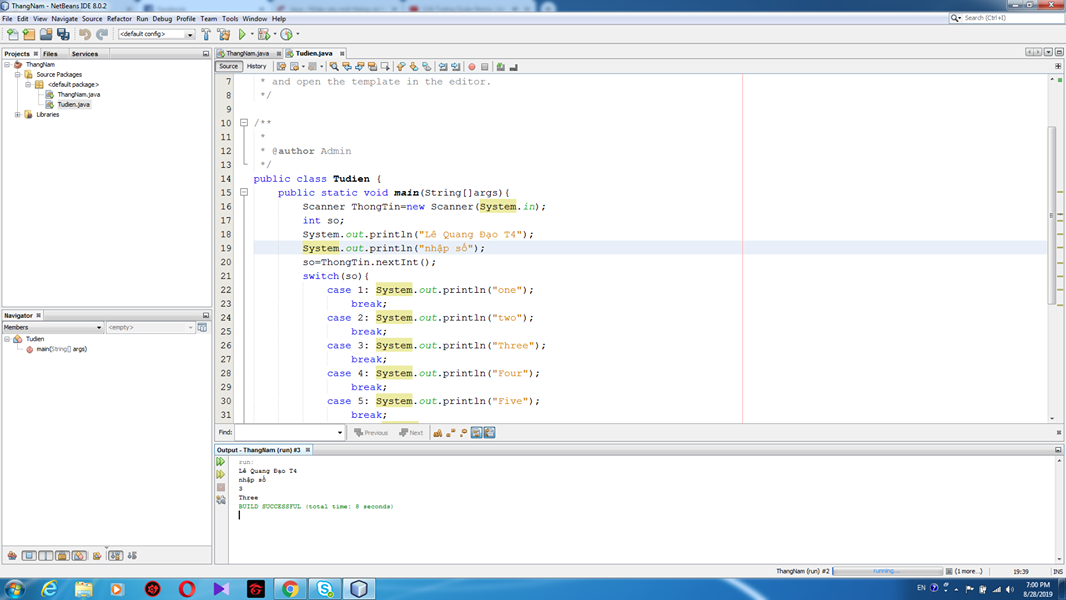 ThangNam - NetBeans IDE 8.0.2
File Edit View Navigate Source Refactor Run Debug Profile Team Tools Window Help
Search (Ctrl+I)
<default config>
Projects Files Services
ThangNam
Source Packages
<default package>
ThangNam.java
Tudien.java
Libraries
Navigator
Members <empty>
Tudien
main(String[] args)
ThangNam.java Tudien.java
Source History
7 * and open the template in the editor.
8 */
9
10 /**
11 *
12 * @author Admin
13 */
14 public class Tudien {
15 public static void main(String[]args){
16 Scanner ThongTin=new Scanner(System.in);
17 int so;
18 System.out.println("Lê Quang Đạo T4");
19 System.out.println("nhập số");
20 so=ThongTin.nextInt();
21 switch(so){
22 case 1: System.out.println("one");
23 break;
24 case 2: System.out.println("two");
25 break;
26 case 3: System.out.println("Three");
27 break;
28 case 4: System.out.println("Four");
29 break;
30 case 5: System.out.println("Five");
31 break;
Find: Previous Next
Output - ThangNam (run) #3
run:
Lê Quang Đạo T4
nhập số
3
Three
BUILD SUCCESSFUL (total time: 8 seconds)
ThangNam (run) #2 running... (1 more...) 19:39 INS
EN 7:00 PM
8/28/2019